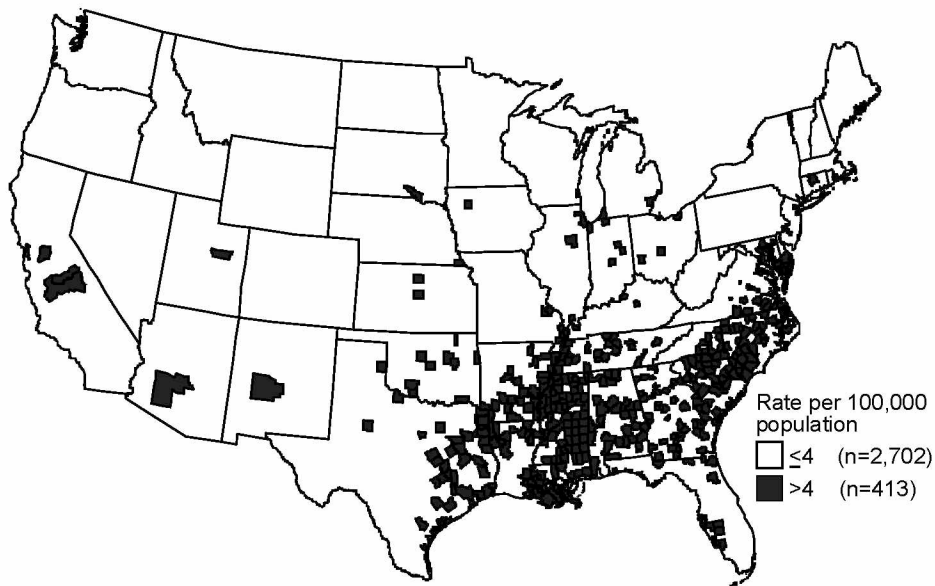 Rate per 100,000
population
≤4 (n=2,702)
>4 (n=413)